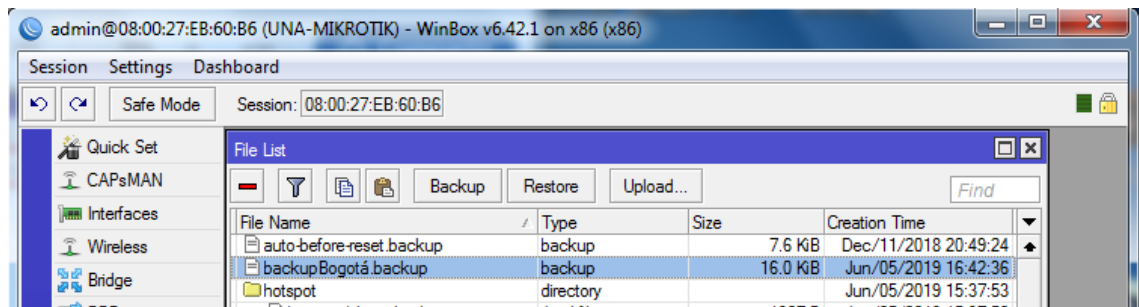 admin@08:00:27:EB:60:B6 (UNA-MIKROTIK) - WinBox v6.42.1 on x86 (x86)
Session Settings Dashboard
Safe Mode Session: 08:00:27:EB:60:B6
Quick Set
CAPsMAN
Interfaces
Wireless
Bridge
File List
Backup Restore Upload... Find
File Name Type Size Creation Time
auto-before-reset.backup backup 7.6 KiB Dec/11/2018 20:49:24
backupBogotá.backup backup 16.0 KiB Jun/05/2019 16:42:36
hotspot directory Jun/05/2019 15:37:53